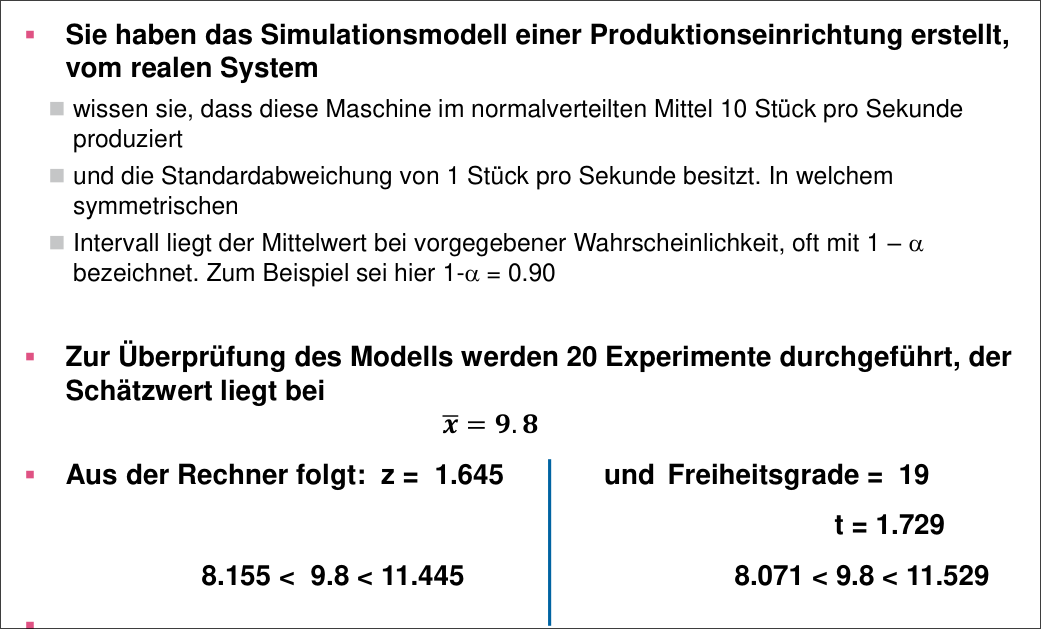 Sie haben das Simulationsmodell einer Produktionseinrichtung erstellt,
vom realen System
wissen sie, dass diese Maschine im normalverteilten Mittel 10 Stück pro Sekunde
produziert
und die Standardabweichung von 1 Stück pro Sekunde besitzt. In welchem
symmetrischen
Intervall liegt der Mittelwert bei vorgegebener Wahrscheinlichkeit, oft mit 1 – α
bezeichnet. Zum Beispiel sei hier 1-α = 0.90
Zur Überprüfung des Modells werden 20 Experimente durchgeführt, der
Schätzwert liegt bei
x̅ = 9.8
Aus der Rechner folgt: z = 1.645
8.155 < 9.8 < 11.445
und Freiheitsgrade = 19
t = 1.729
8.071 < 9.8 < 11.529